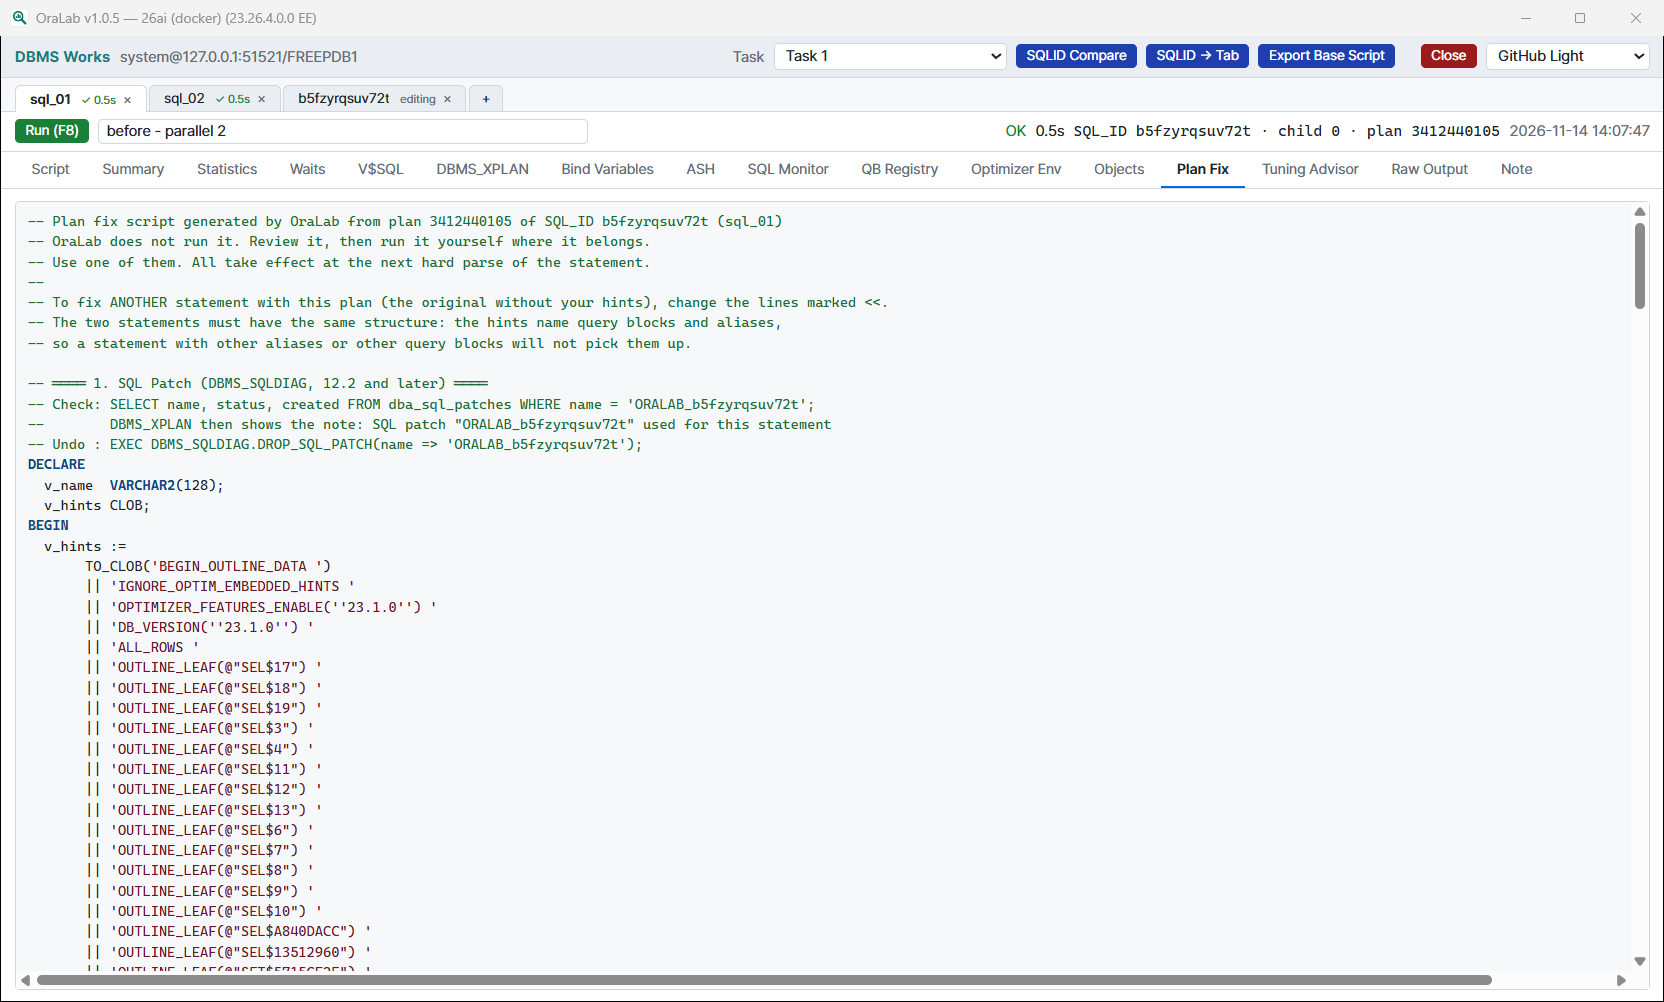 OraLab v1.0.5 — 26ai (docker) (23.26.4.0.0 EE)
DBMS Works system@127.0.0.1:51521/FREEPDB1 Task Task 1 SQLID Compare SQLID → Tab Export Base Script Close GitHub Light
sql_01 ✓ 0.5s × sql_02 ✓ 0.5s × b5fzyrqsuv72t editing × +
Run (F8) before - parallel 2 OK 0.5s SQL_ID b5fzyrqsuv72t · child 0 · plan 3412440105 2026-11-14 14:07:47
Script Summary Statistics Waits V$SQL DBMS_XPLAN Bind Variables ASH SQL Monitor QB Registry Optimizer Env Objects Plan Fix Tuning Advisor Raw Output Note
-- Plan fix script generated by OraLab from plan 3412440105 of SQL_ID b5fzyrqsuv72t (sql_01)
-- OraLab does not run it. Review it, then run it yourself where it belongs.
-- Use one of them. All take effect at the next hard parse of the statement.
--
-- To fix ANOTHER statement with this plan (the original without your hints), change the lines marked <<.
-- The two statements must have the same structure: the hints name query blocks and aliases,
-- so a statement with other aliases or other query blocks will not pick them up.
-- ════ 1. SQL Patch (DBMS_SQLDIAG, 12.2 and later) ════
-- Check: SELECT name, status, created FROM dba_sql_patches WHERE name = 'ORALAB_b5fzyrqsuv72t';
-- DBMS_XPLAN then shows the note: SQL patch "ORALAB_b5fzyrqsuv72t" used for this statement
-- Undo : EXEC DBMS_SQLDIAG.DROP_SQL_PATCH(name => 'ORALAB_b5fzyrqsuv72t');
DECLARE
v_name VARCHAR2(128);
v_hints CLOB;
BEGIN
v_hints :=
TO_CLOB('BEGIN_OUTLINE_DATA ')
|| 'IGNORE_OPTIM_EMBEDDED_HINTS '
|| 'OPTIMIZER_FEATURES_ENABLE(''23.1.0'') '
|| 'DB_VERSION(''23.1.0'') '
|| 'ALL_ROWS '
|| 'OUTLINE_LEAF(@"SEL$17") '
|| 'OUTLINE_LEAF(@"SEL$18") '
|| 'OUTLINE_LEAF(@"SEL$19") '
|| 'OUTLINE_LEAF(@"SEL$3") '
|| 'OUTLINE_LEAF(@"SEL$4") '
|| 'OUTLINE_LEAF(@"SEL$11") '
|| 'OUTLINE_LEAF(@"SEL$12") '
|| 'OUTLINE_LEAF(@"SEL$13") '
|| 'OUTLINE_LEAF(@"SEL$6") '
|| 'OUTLINE_LEAF(@"SEL$7") '
|| 'OUTLINE_LEAF(@"SEL$8") '
|| 'OUTLINE_LEAF(@"SEL$9") '
|| 'OUTLINE_LEAF(@"SEL$10") '
|| 'OUTLINE_LEAF(@"SEL$A840DACC") '
|| 'OUTLINE_LEAF(@"SEL$13512960") '